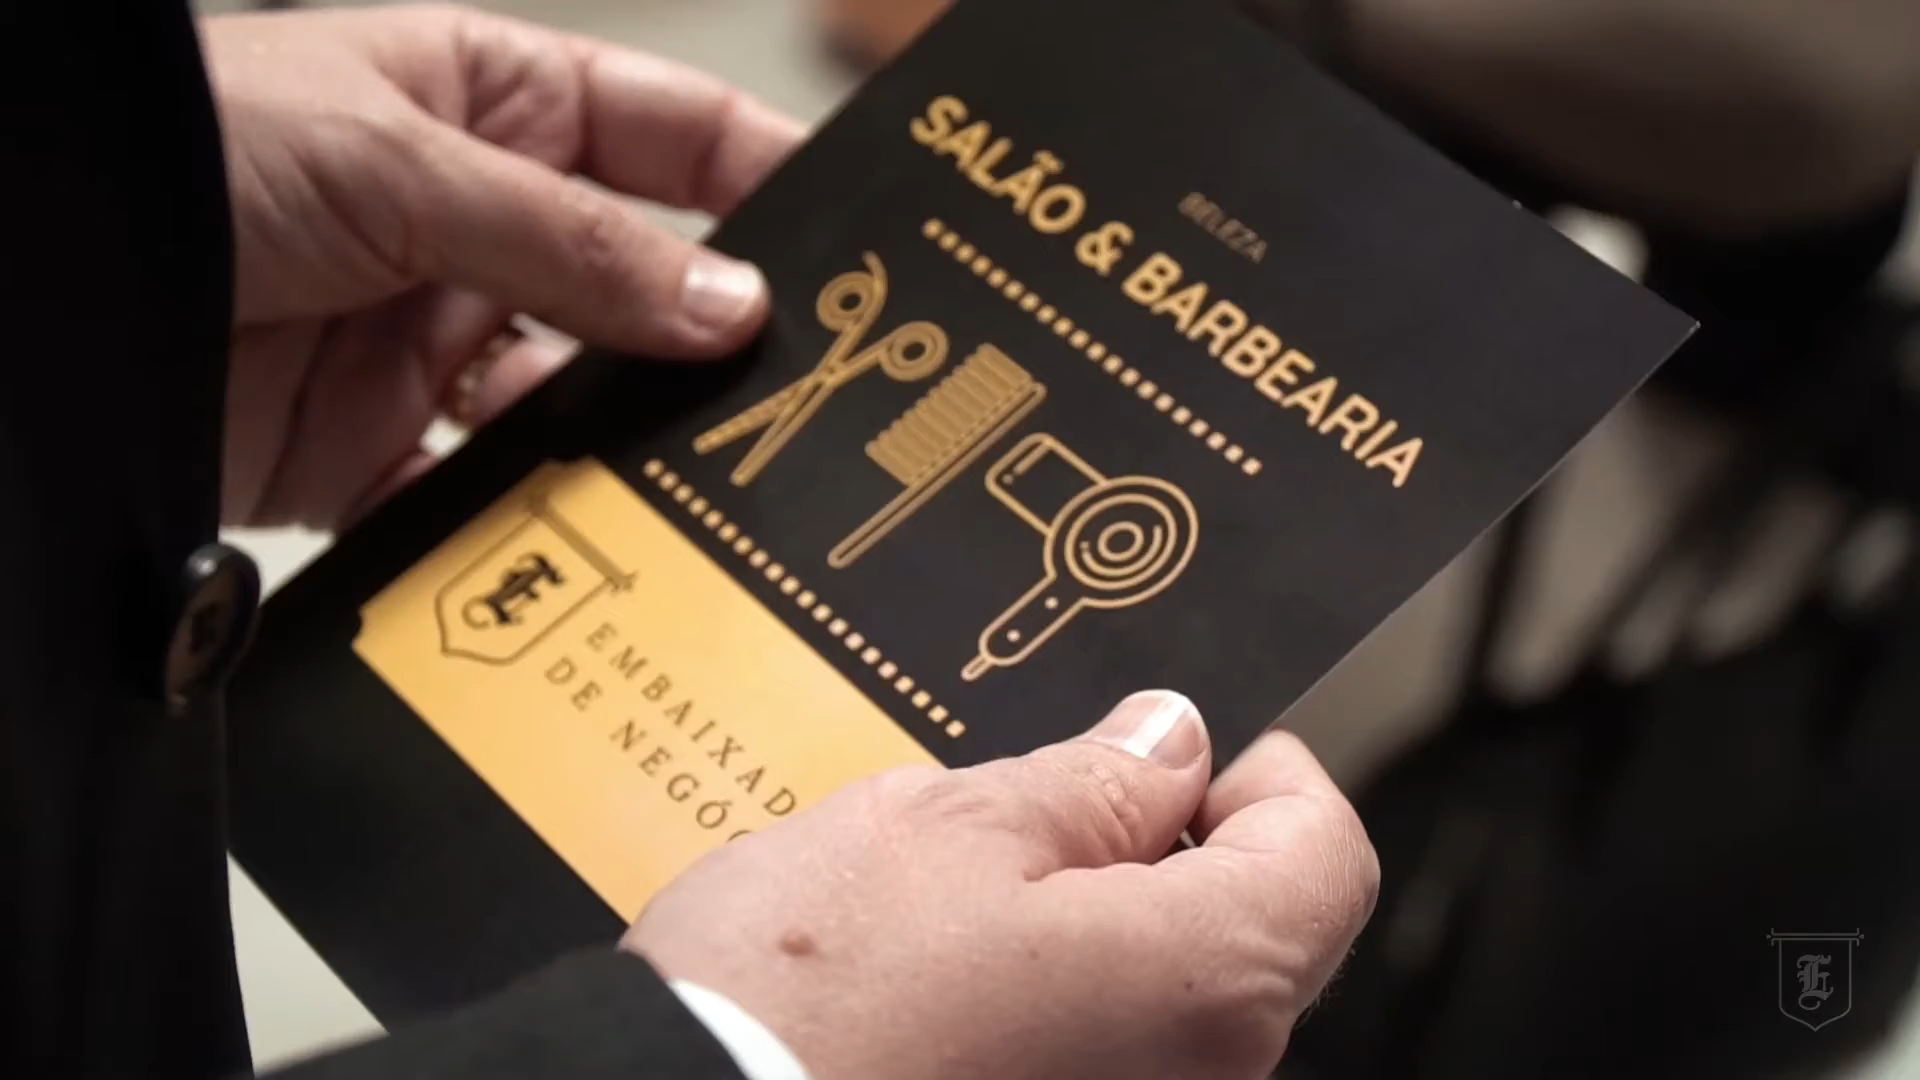 BELEZA
SALÃO & BARBEARIA
E
EMBAIXAD
DE NEGÓC
E